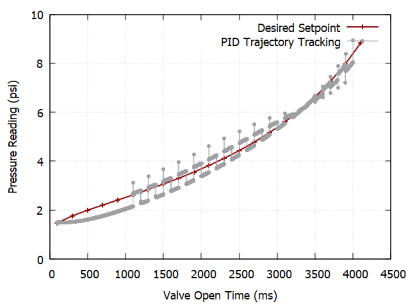 Desired Setpoint
PID Trajectory Tracking
10
8
6
4
2
0
Pressure Reading (psi)
0 500 1000 1500 2000 2500 3000 3500 4000 4500
Valve Open Time (ms)